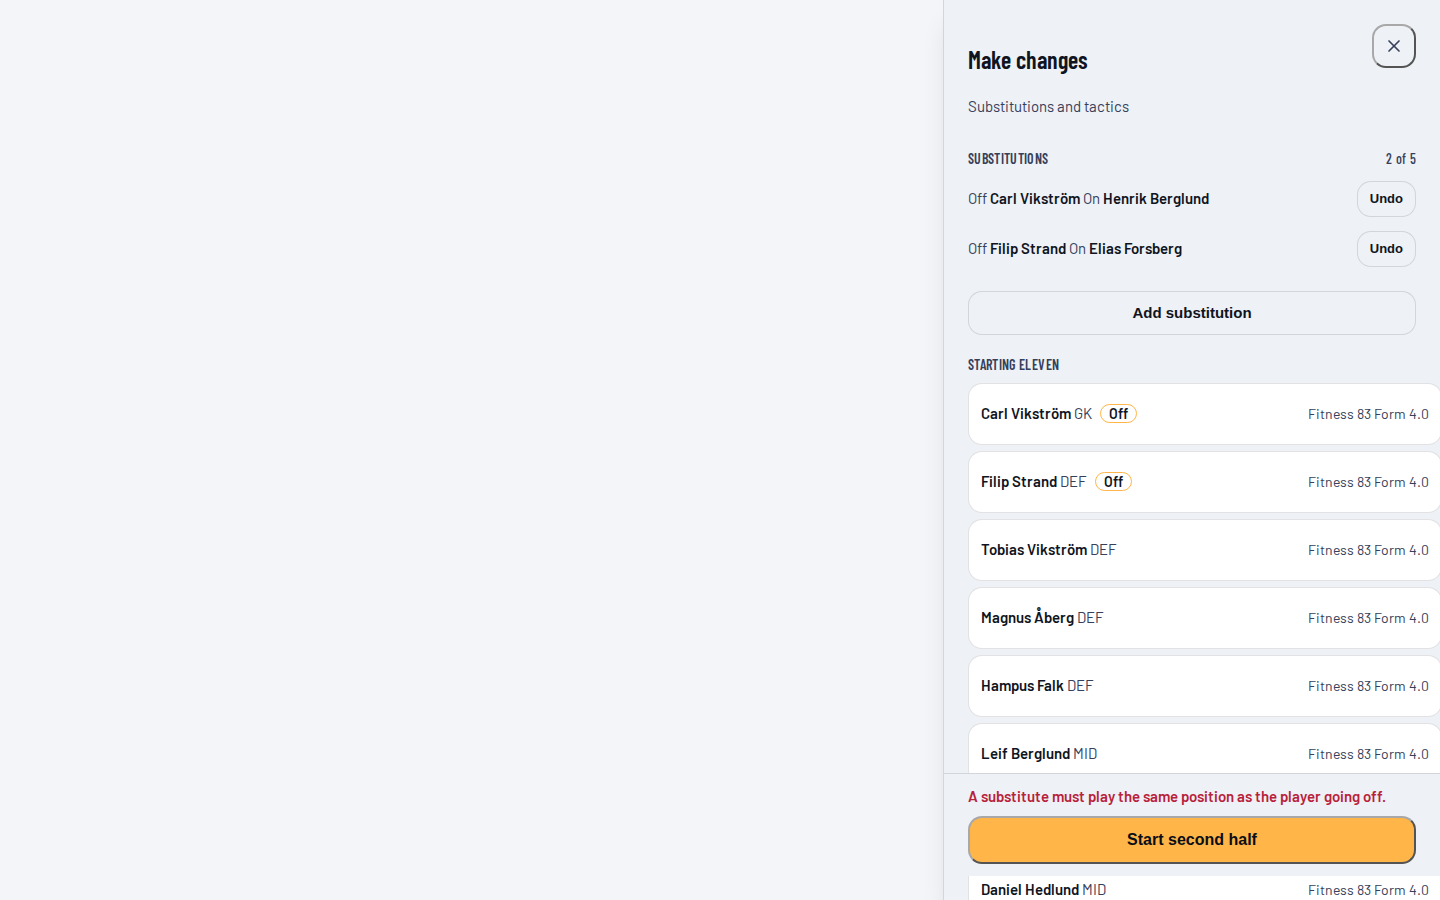 Make changes
Substitutions and tactics
SUBSTITUTIONS 2 of 5
Off Carl Vikström On Henrik Berglund Undo
Off Filip Strand On Elias Forsberg Undo
Add substitution
STARTING ELEVEN
Carl Vikström GK Off Fitness 83 Form 4.0
Filip Strand DEF Off Fitness 83 Form 4.0
Tobias Vikström DEF Fitness 83 Form 4.0
Magnus Åberg DEF Fitness 83 Form 4.0
Hampus Falk DEF Fitness 83 Form 4.0
Leif Berglund MID Fitness 83 Form 4.0
A substitute must play the same position as the player going off.
Start second half
Daniel Hedlund MID Fitness 83 Form 4.0